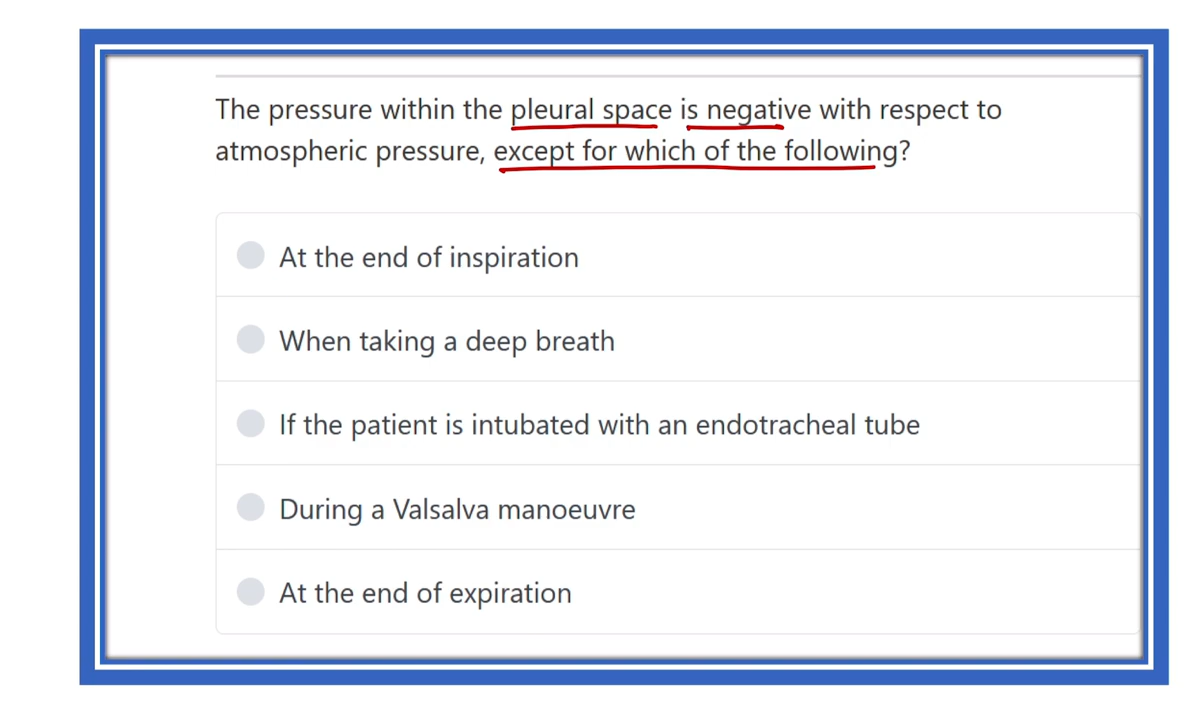 The pressure within the pleural space is negative with respect to
atmospheric pressure, except for which of the following?
At the end of inspiration
When taking a deep breath
If the patient is intubated with an endotracheal tube
During a Valsalva manoeuvre
At the end of expiration